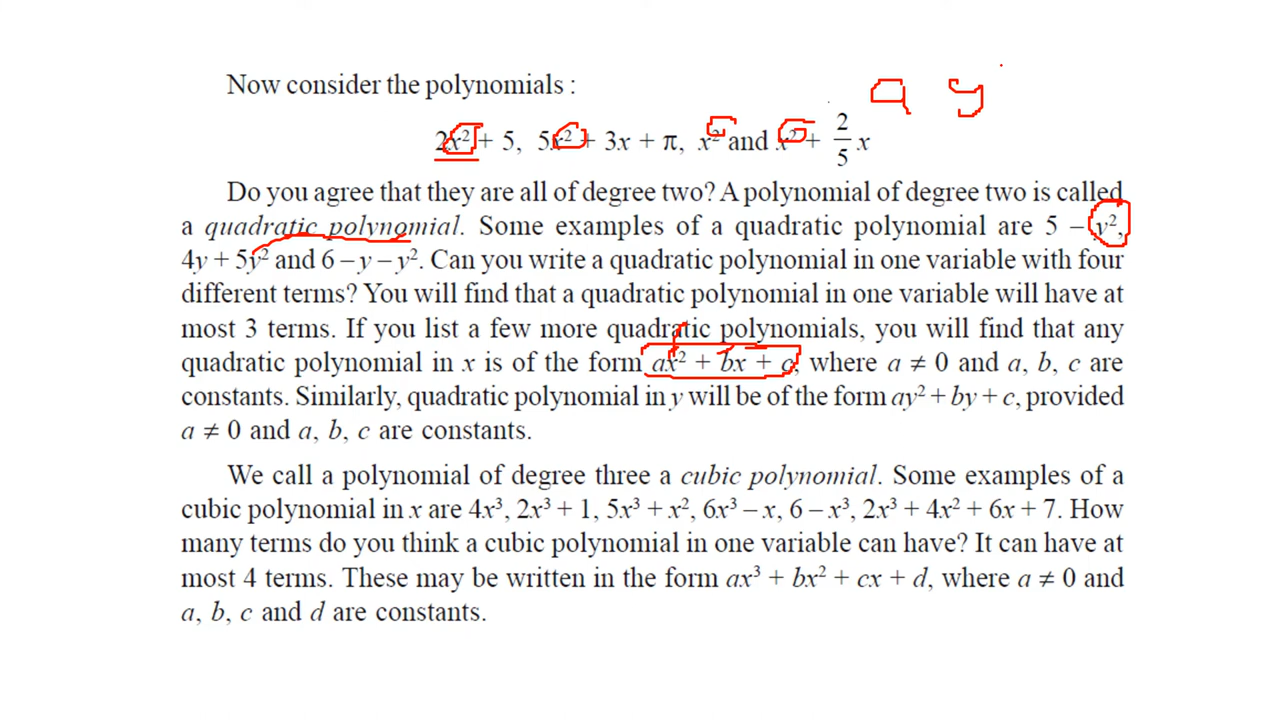 Now consider the polynomials :
a y
2x² + 5, 5x² + 3x + π, x² and x² + 2/5 x
Do you agree that they are all of degree two? A polynomial of degree two is called
a quadratic polynomial. Some examples of a quadratic polynomial are 5 – y²,
4y + 5y² and 6 – y – y². Can you write a quadratic polynomial in one variable with four
different terms? You will find that a quadratic polynomial in one variable will have at
most 3 terms. If you list a few more quadratic polynomials, you will find that any
quadratic polynomial in x is of the form ax² + bx + c, where a ≠ 0 and a, b, c are
constants. Similarly, quadratic polynomial in y will be of the form ay² + by + c, provided
a ≠ 0 and a, b, c are constants.
We call a polynomial of degree three a cubic polynomial. Some examples of a
cubic polynomial in x are 4x³, 2x³ + 1, 5x³ + x², 6x³ – x, 6 – x³, 2x³ + 4x² + 6x + 7. How
many terms do you think a cubic polynomial in one variable can have? It can have at
most 4 terms. These may be written in the form ax³ + bx² + cx + d, where a ≠ 0 and
a, b, c and d are constants.